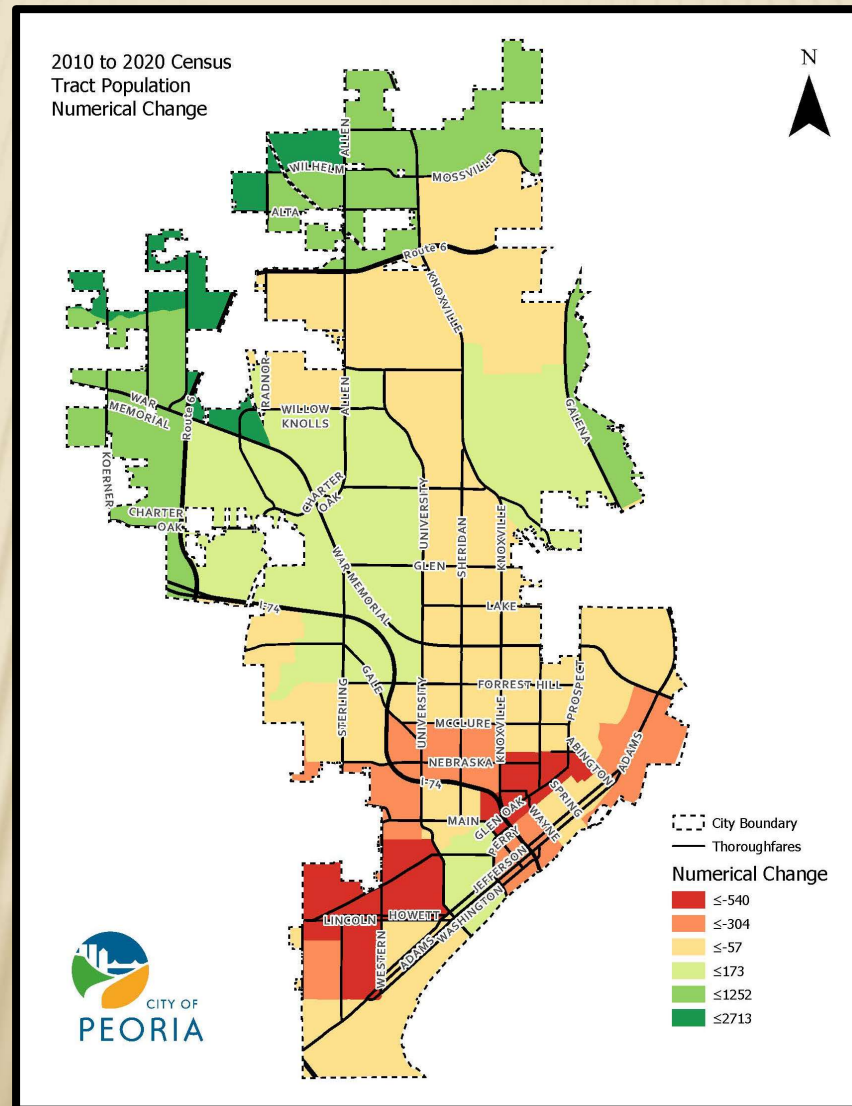 2010 to 2020 Census
Tract Population
Numerical Change
N
ALLEN
WILHELM
MOSSVILLE
ALTA
Route 6
KNOXVILLE
RADNOR
ALLEN
WILLOW
KNOLLS
WAR
MEMORIAL
Route 6
GALENA
KOERNER
CHARTER
OAK
CHARTER
OAK
UNIVERSITY
SHERIDAN
KNOXVILLE
WAR MEMORIAL
GLEN
I-74
LAKE
GALE
STERLING
UNIVERSITY
FORREST HILL
KNOXVILLE
PROSPECT
MCCLURE
NEBRASKA
ABINGTON
ADAMS
I-74
SPRING
MAIN
GLEN OAK
WAYNE
PERRY
JEFFERSON
WASHINGTON
LINCOLN
HOWETT
ADAMS
WESTERN
City Boundary
Thoroughfares
Numerical Change
≤-540
≤-304
≤-57
≤173
≤1252
≤2713
CITY OF
PEORIA